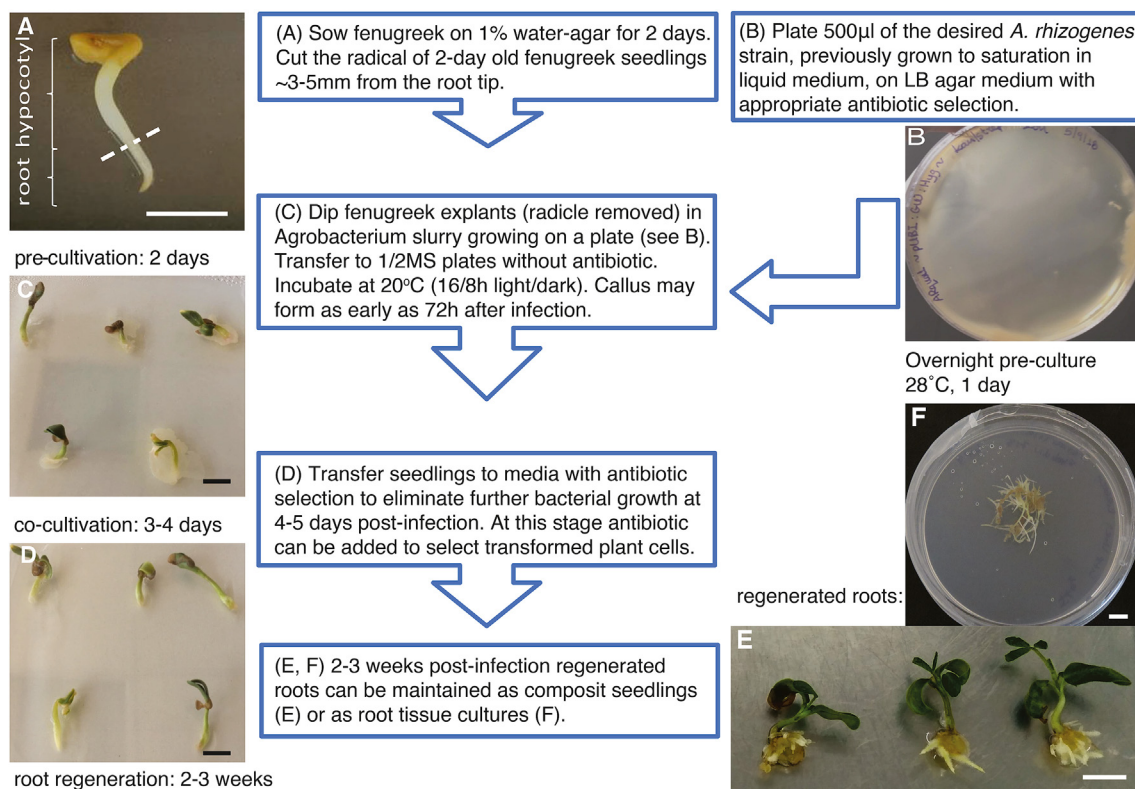 A
root hypocotyl
(A) Sow fenugreek on 1% water-agar for 2 days.
Cut the radical of 2-day old fenugreek seedlings
~3-5mm from the root tip.
(B) Plate 500µl of the desired A. rhizogenes
strain, previously grown to saturation in
liquid medium, on LB agar medium with
appropriate antibiotic selection.
pre-cultivation: 2 days
B
(C) Dip fenugreek explants (radicle removed) in
Agrobacterium slurry growing on a plate (see B).
Transfer to 1/2MS plates without antibiotic.
Incubate at 20°C (16/8h light/dark). Callus may
form as early as 72h after infection.
C
Overnight pre-culture
28°C, 1 day
co-cultivation: 3-4 days
(D) Transfer seedlings to media with antibiotic
selection to eliminate further bacterial growth at
4-5 days post-infection. At this stage antibiotic
can be added to select transformed plant cells.
F
D
regenerated roots:
(E, F) 2-3 weeks post-infection regenerated
roots can be maintained as composit seedlings
(E) or as root tissue cultures (F).
E
root regeneration: 2-3 weeks